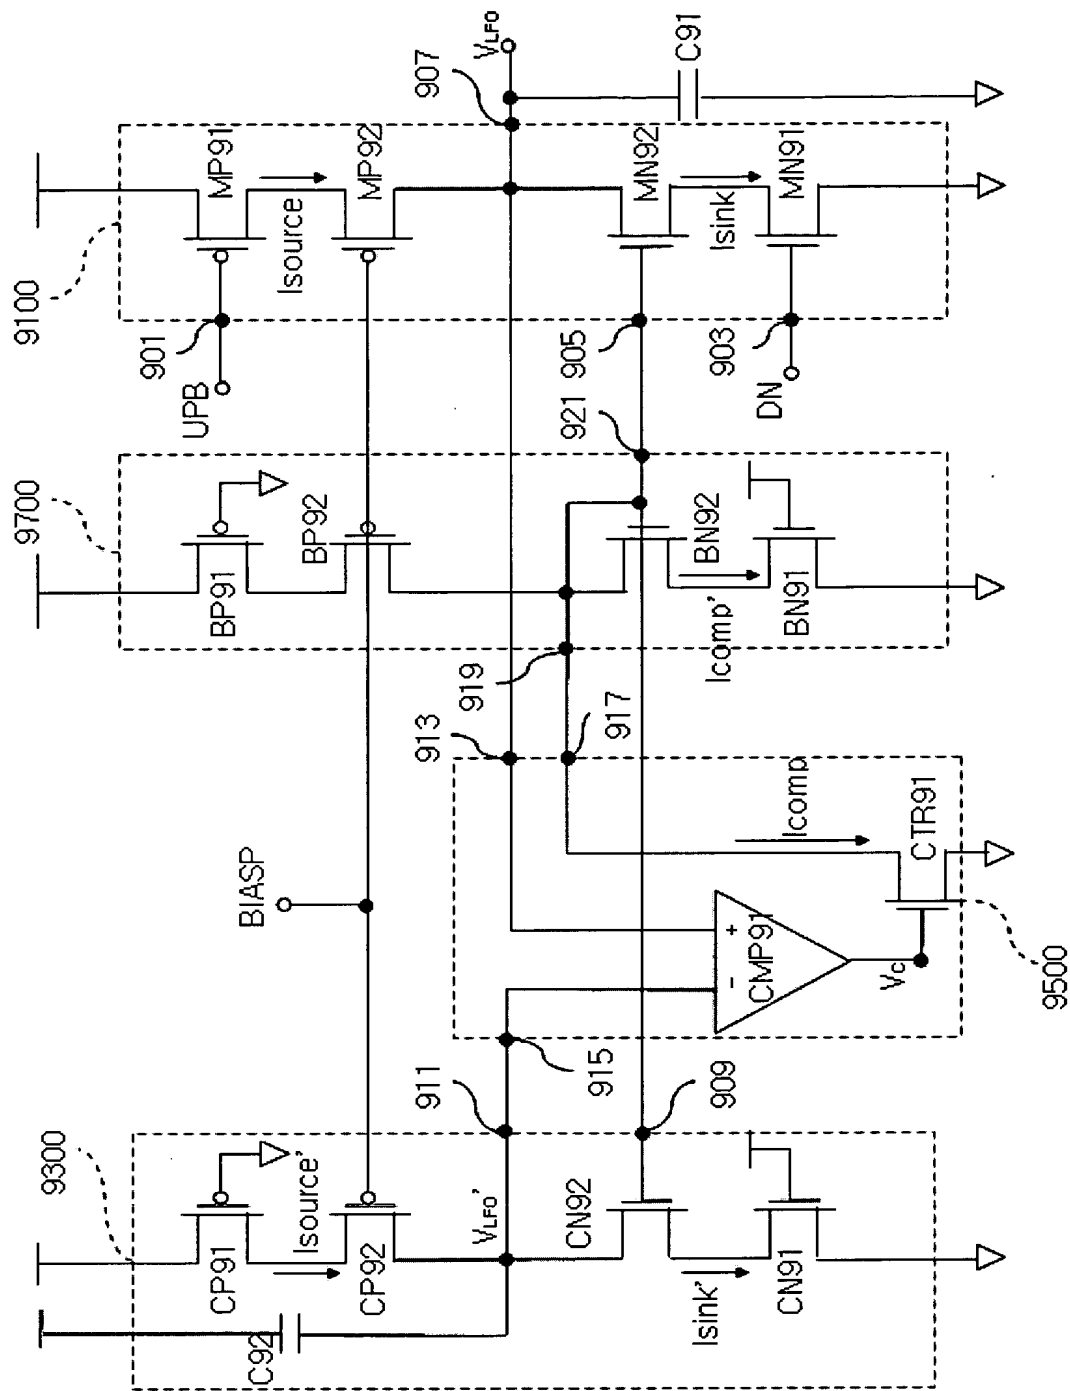 9300
CP91
Isource'
CP92
C92
VLFO'
911
915
CN92
909
Isink'
CN91
BIASP
913
917
-
+
CMP91
Icomp
Vc
CTR91
9500
9700
BP91
BP92
919
921
BN92
Icomp'
BN91
9100
901
UPB
MP91
Isource
MP92
907
VLFO
C91
905
MN92
Isink
MN91
903
DN